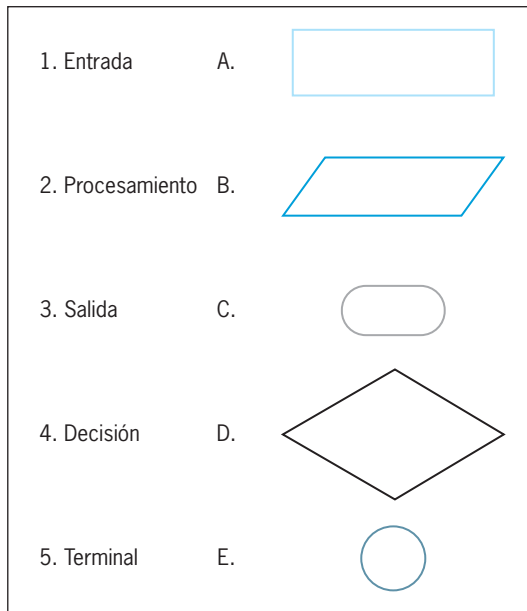 1. Entrada A.
2. Procesamiento B.
3. Salida C.
4. Decisión D.
5. Terminal E.